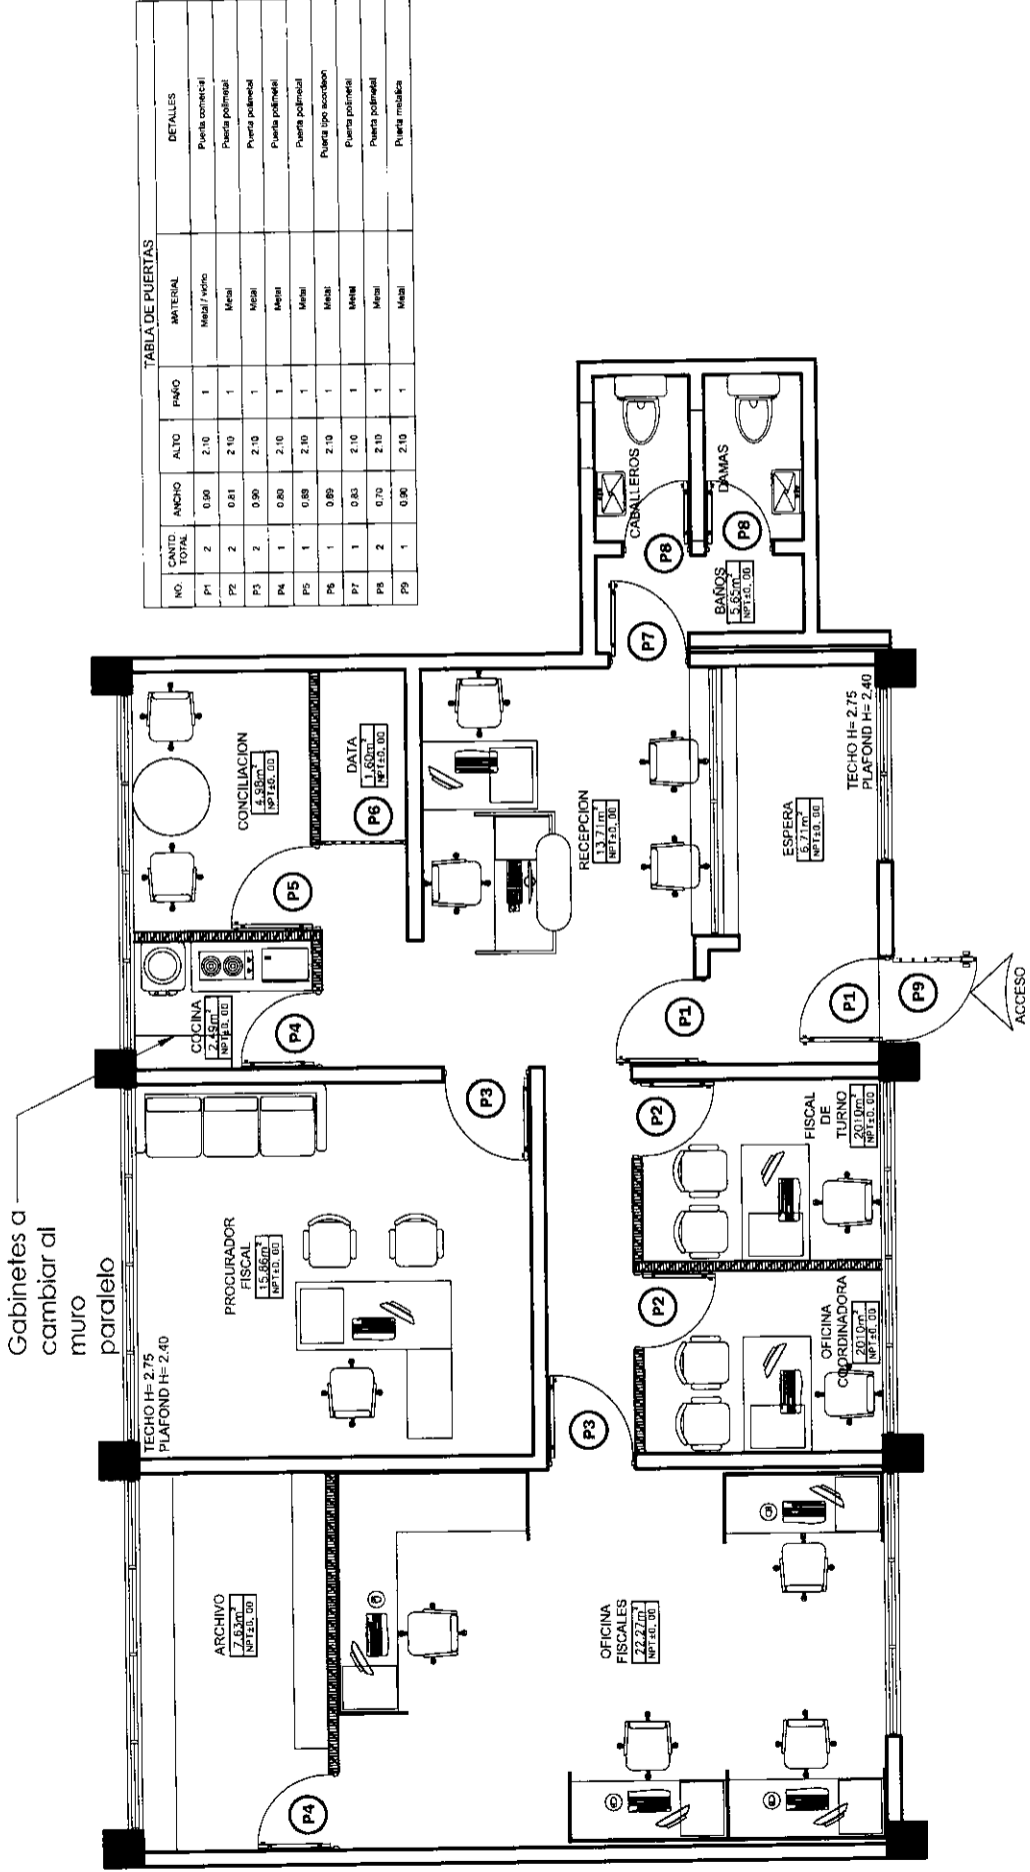 Gabinetes a
cambiar al
muro
paralelo
TABLA DE PUERTAS
NO. CANTD. TOTAL ANCHO ALTO PAÑO MATERIAL DETALLES
P1 2 0.90 2.10 1 Metal / vidrio Puerta comercial
P2 2 0.81 2.10 1 Metal Puerta polimetal
P3 2 0.90 2.10 1 Metal Puerta polimetal
P4 1 0.80 2.10 1 Metal Puerta polimetal
P5 1 0.88 2.10 1 Metal Puerta polimetal
P6 1 0.89 2.10 1 Metal Puerta tipo acordeon
P7 1 0.83 2.10 1 Metal Puerta polimetal
P8 2 0.70 2.10 1 Metal Puerta polimetal
P9 1 0.90 2.10 1 Metal Puerta metalica
TECHO H= 2.75
PLAFOND H= 2.40
ARCHIVO
7.63m²
NPT±0.00
P4
PROCURADOR
FISCAL
15.86m²
NPT±0.00
P3
COCINA
2.49m²
NPT±0.00
P4
CONCILIACION
4.98m²
NPT±0.00
P5
DATA
1.60m²
NPT±0.00
P6
RECEPCION
13.71m²
NPT±0.00
P1
OFICINA
FISCALES
22.27m²
NPT±0.00
P3
OFICINA
COORDINADORA
2010m²
NPT±0.00
P2
FISCAL
DE
TURNO
2010m²
NPT±0.00
P2
ESPERA
6.71m²
NPT±0.00
TECHO H= 2.75
PLAFOND H= 2.40
P1
P9
ACCESO
BAÑOS
5.65m²
NPT±0.00
P7
CABALLEROS
P8
DAMAS
P8